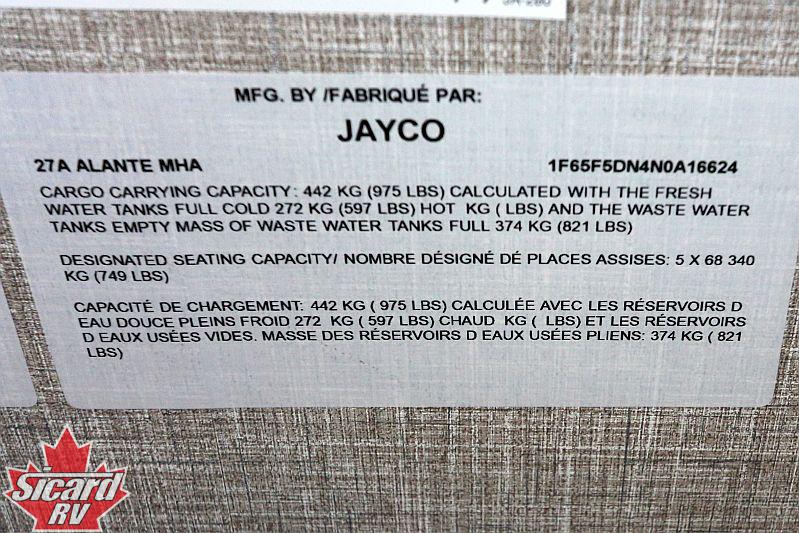 MFG. BY /FABRIQUÉ PAR:
JAYCO
27A ALANTE MHA 1F65F5DN4N0A16624
CARGO CARRYING CAPACITY: 442 KG (975 LBS) CALCULATED WITH THE FRESH
WATER TANKS FULL COLD 272 KG (597 LBS) HOT KG ( LBS) AND THE WASTE WATER
TANKS EMPTY MASS OF WASTE WATER TANKS FULL 374 KG (821 LBS)
DESIGNATED SEATING CAPACITY/ NOMBRE DÉSIGNÉ DÉ PLACES ASSISES: 5 X 68 340
KG (749 LBS)
CAPACITÉ DE CHARGEMENT: 442 KG ( 975 LBS) CALCULÉE AVEC LES RÉSERVOIRS D
EAU DOUCE PLEINS FROID 272 KG ( 597 LBS) CHAUD KG ( LBS) ET LES RÉSERVOIRS
D EAUX USÉES VIDES. MASSE DES RÉSERVOIRS D EAUX USÉES PLIENS: 374 KG ( 821
LBS)
Sicard
RV